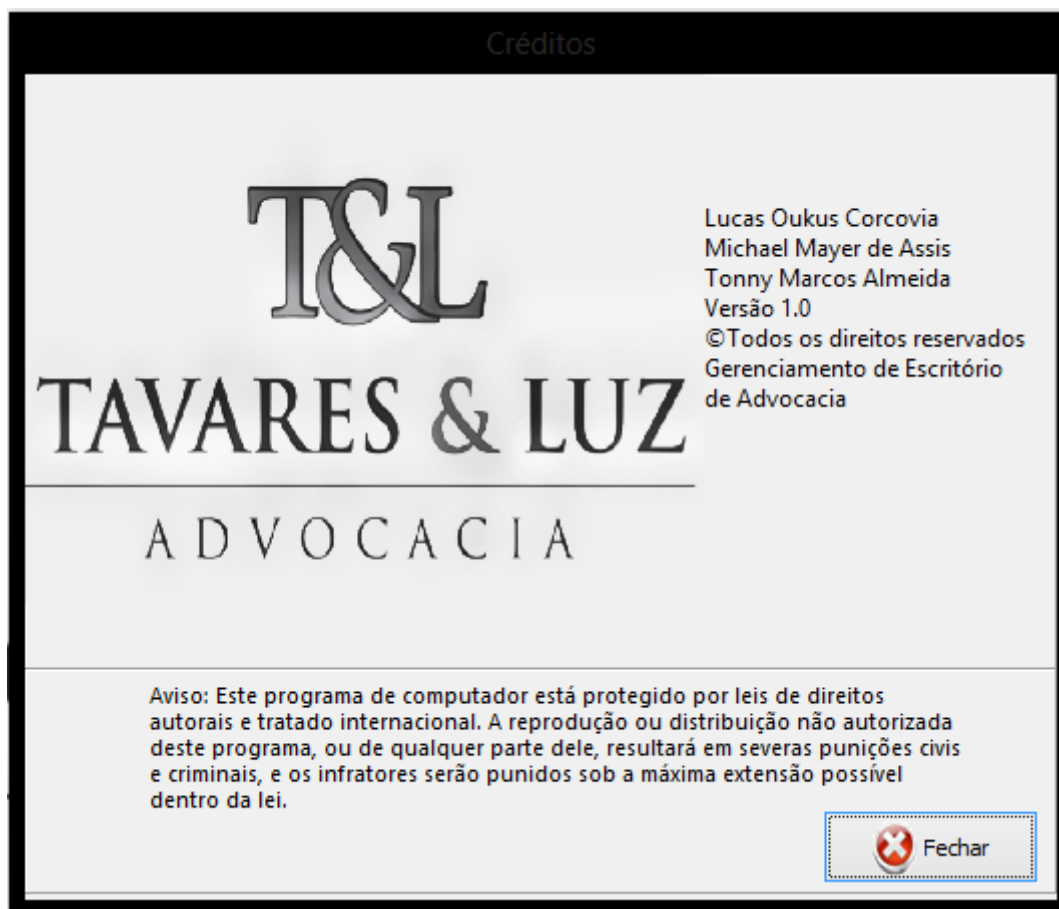 Créditos
T&L
TAVARES & LUZ
ADVOCACIA
Lucas Oukus Corcovia
Michael Mayer de Assis
Tonny Marcos Almeida
Versão 1.0
©Todos os direitos reservados
Gerenciamento de Escritório
de Advocacia
Aviso: Este programa de computador está protegido por leis de direitos
autorais e tratado internacional. A reprodução ou distribuição não autorizada
deste programa, ou de qualquer parte dele, resultará em severas punições civis
e criminais, e os infratores serão punidos sob a máxima extensão possível
dentro da lei.
Fechar